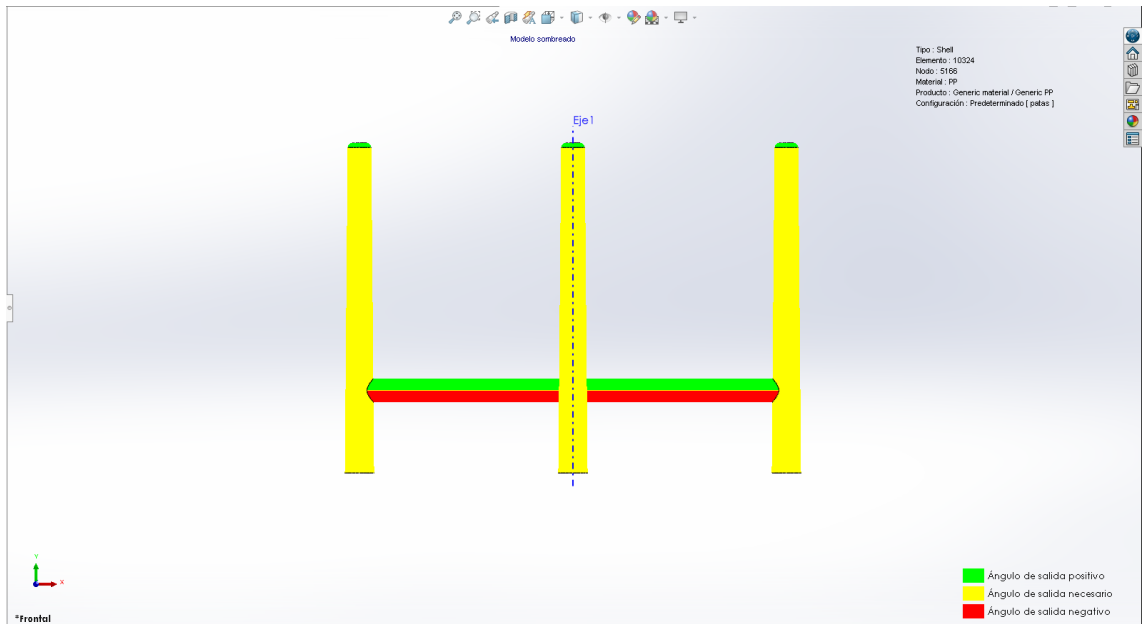 Modelo sombreado
Tipo : Shell
Elemento : 10324
Nodo : 5166
Material : PP
Producto : Generic material / Generic PP
Configuración : Predeterminado [ patas ]
Eje1
Y
X
Ángulo de salida positivo
Ángulo de salida necesario
Ángulo de salida negativo
*Frontal